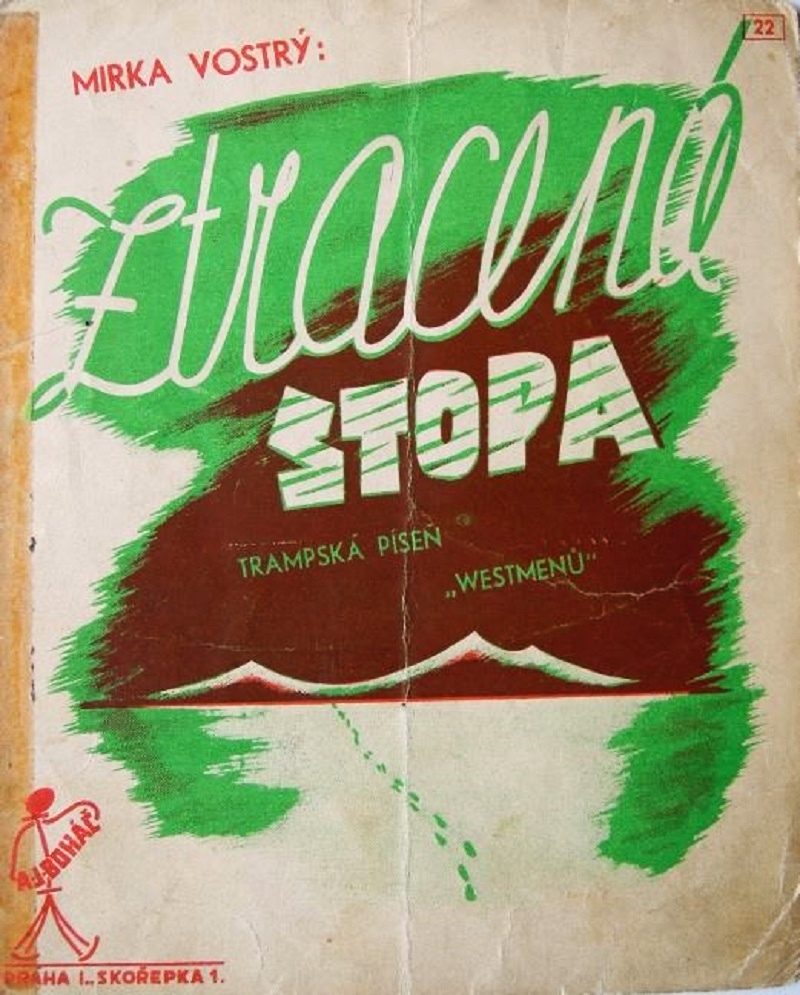 22
MIRKA VOSTRÝ:
Ztracená
STOPA
TRAMPSKÁ PÍSEŇ
„WESTMENŮ“
A.J. BOHÁČ
PRAHA I., SKOŘEPKA 1.